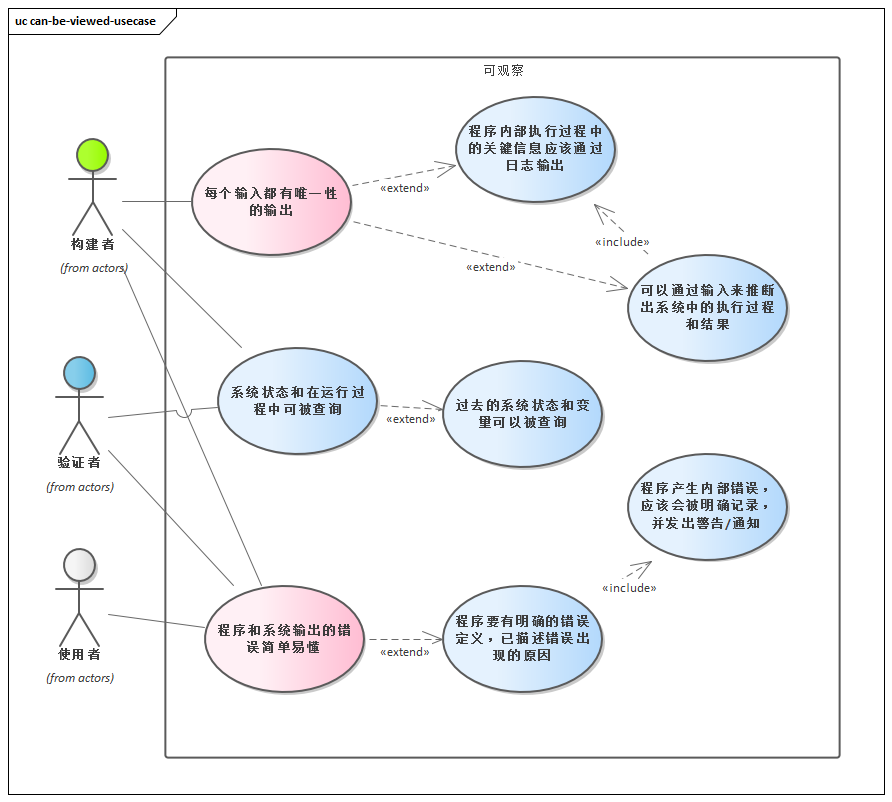 uc can-be-viewed-usecase
可观察
程序内部执行过程中
的关键信息应该通过
日志输出
每个输入都有唯一性
的输出
«extend»
构建者
(from actors)
«include»
«extend»
可以通过输入来推断
出系统中的执行过程
和结果
系统状态和在运行过
程中可被查询
«extend»
过去的系统状态和变
量可以被查询
验证者
(from actors)
程序产生内部错误，
应该会被明确记录，
并发出警告/通知
«include»
使用者
(from actors)
程序和系统输出的错
误简单易懂
«extend»
程序要有明确的错误
定义，已描述错误出
现的原因